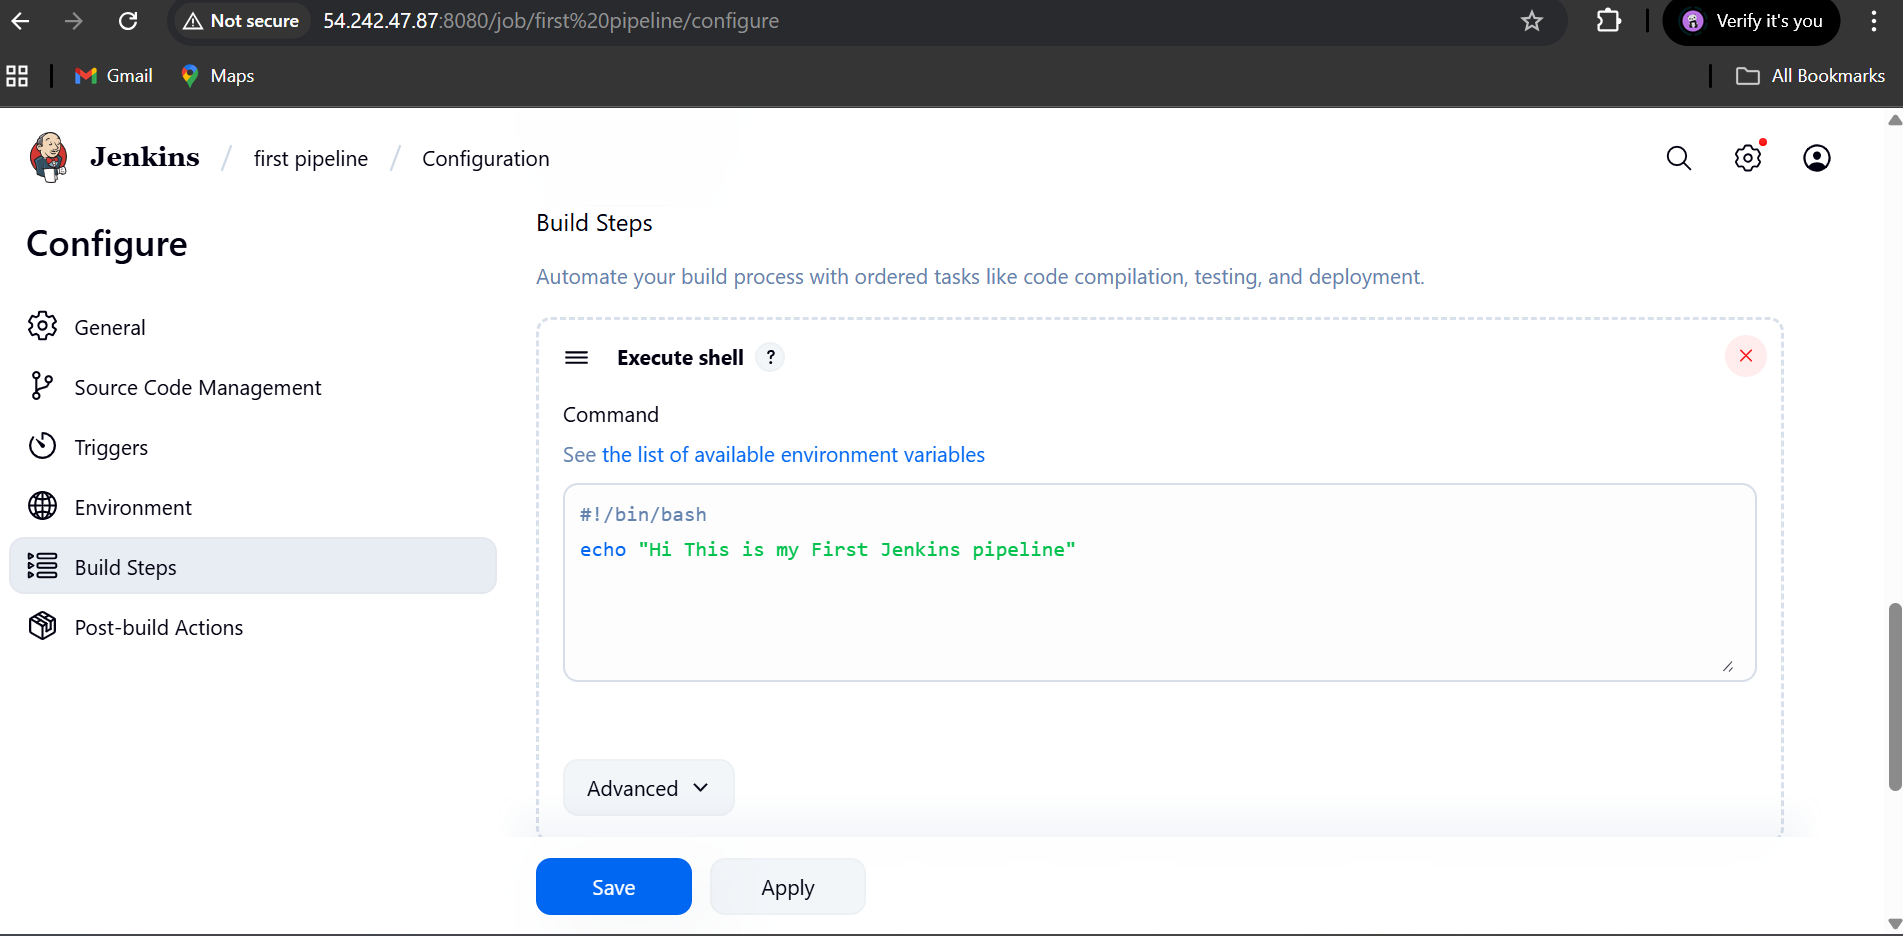 Not secure 54.242.47.87:8080/job/first%20pipeline/configure Verify it's you
Gmail Maps All Bookmarks
Jenkins / first pipeline / Configuration
Configure
General
Source Code Management
Triggers
Environment
Build Steps
Post-build Actions
Build Steps
Automate your build process with ordered tasks like code compilation, testing, and deployment.
Execute shell ?
Command
See the list of available environment variables
#!/bin/bash
echo "Hi This is my First Jenkins pipeline"
Advanced
Save Apply